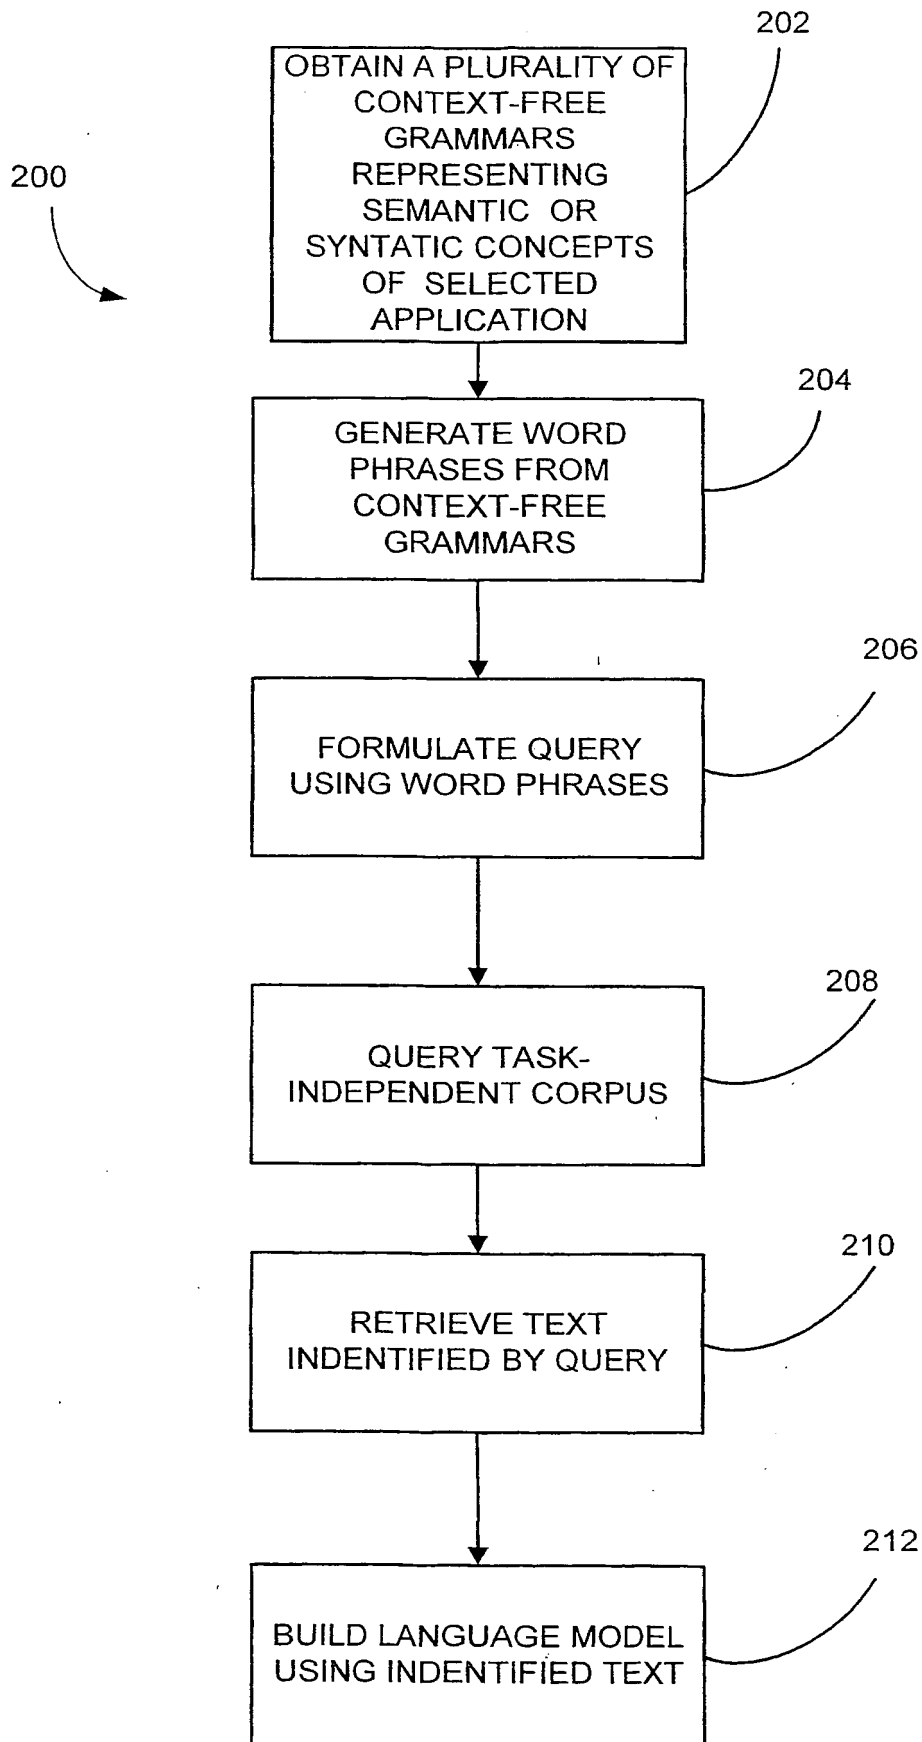 202
OBTAIN A PLURALITY OF
CONTEXT-FREE
GRAMMARS
REPRESENTING
SEMANTIC OR
SYNTATIC CONCEPTS
OF SELECTED
APPLICATION
200
204
GENERATE WORD
PHRASES FROM
CONTEXT-FREE
GRAMMARS
206
FORMULATE QUERY
USING WORD PHRASES
208
QUERY TASK-
INDEPENDENT CORPUS
210
RETRIEVE TEXT
INDENTIFIED BY QUERY
212
BUILD LANGUAGE MODEL
USING INDENTIFIED TEXT